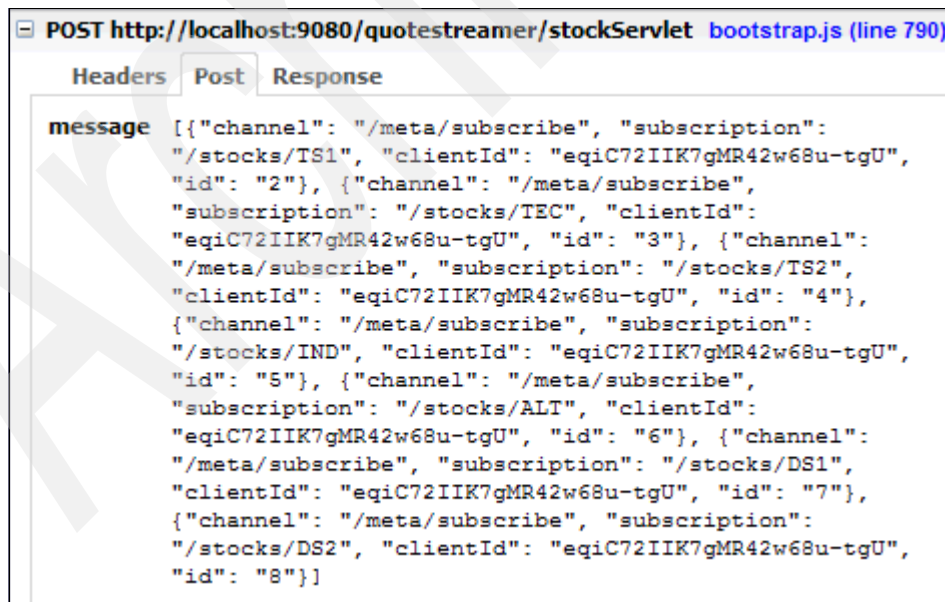 POST http://localhost:9080/quotestreamer/stockServlet bootstrap.js (line 790)
Headers Post Response
message [{"channel": "/meta/subscribe", "subscription":
"/stocks/TS1", "clientId": "eqiC72IIK7gMR42w68u-tgU",
"id": "2"}, {"channel": "/meta/subscribe",
"subscription": "/stocks/TEC", "clientId":
"eqiC72IIK7gMR42w68u-tgU", "id": "3"}, {"channel":
"/meta/subscribe", "subscription": "/stocks/TS2",
"clientId": "eqiC72IIK7gMR42w68u-tgU", "id": "4"},
{"channel": "/meta/subscribe", "subscription":
"/stocks/IND", "clientId": "eqiC72IIK7gMR42w68u-tgU",
"id": "5"}, {"channel": "/meta/subscribe",
"subscription": "/stocks/ALT", "clientId":
"eqiC72IIK7gMR42w68u-tgU", "id": "6"}, {"channel":
"/meta/subscribe", "subscription": "/stocks/DS1",
"clientId": "eqiC72IIK7gMR42w68u-tgU", "id": "7"},
{"channel": "/meta/subscribe", "subscription":
"/stocks/DS2", "clientId": "eqiC72IIK7gMR42w68u-tgU",
"id": "8"}]